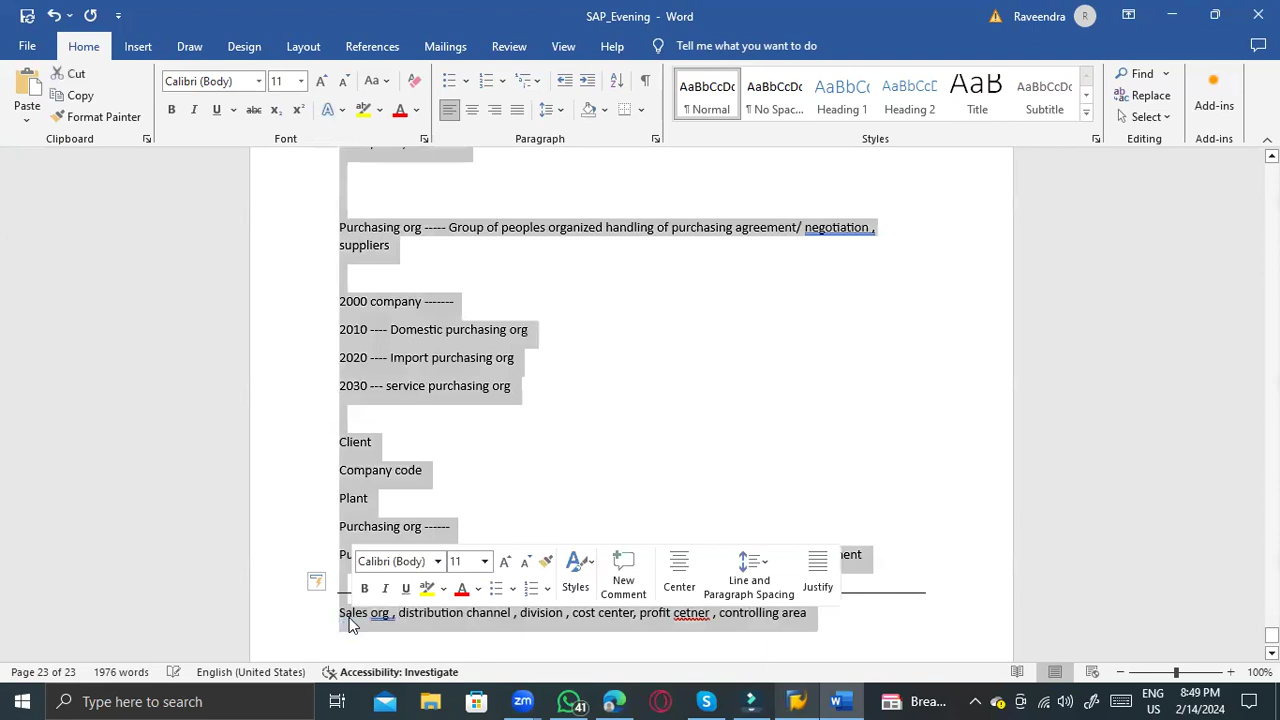 SAP_Evening - Word
Raveendra R
File Home Insert Draw Design Layout References Mailings Review View Help Tell me what you want to do
Paste
Cut
Copy
Format Painter
Clipboard
Calibri (Body) 11
Font
Paragraph
AaBbCcDc AaBbCcDc AaBbCc AaBbCcD AaB AaBbCcD
¶ Normal ¶ No Spac... Heading 1 Heading 2 Title Subtitle
Styles
Find
Replace
Select
Editing
Add-ins
Add-ins
Purchasing org ----- Group of peoples organized handling of purchasing agreement/ negotiation ,
suppliers
2000 company -------
2010 ---- Domestic purchasing org
2020 ---- Import purchasing org
2030 --- service purchasing org
Client
Company code
Plant
Purchasing org ------
Calibri (Body) 11
Styles
New Comment
Center
Line and Paragraph Spacing
Justify
Sales org , distribution channel , division , cost center, profit cetner , controlling area
Page 23 of 23 1976 words English (United States) Accessibility: Investigate 100%
Type here to search
41
Brea...
ENG
US
8:49 PM
2/14/2024